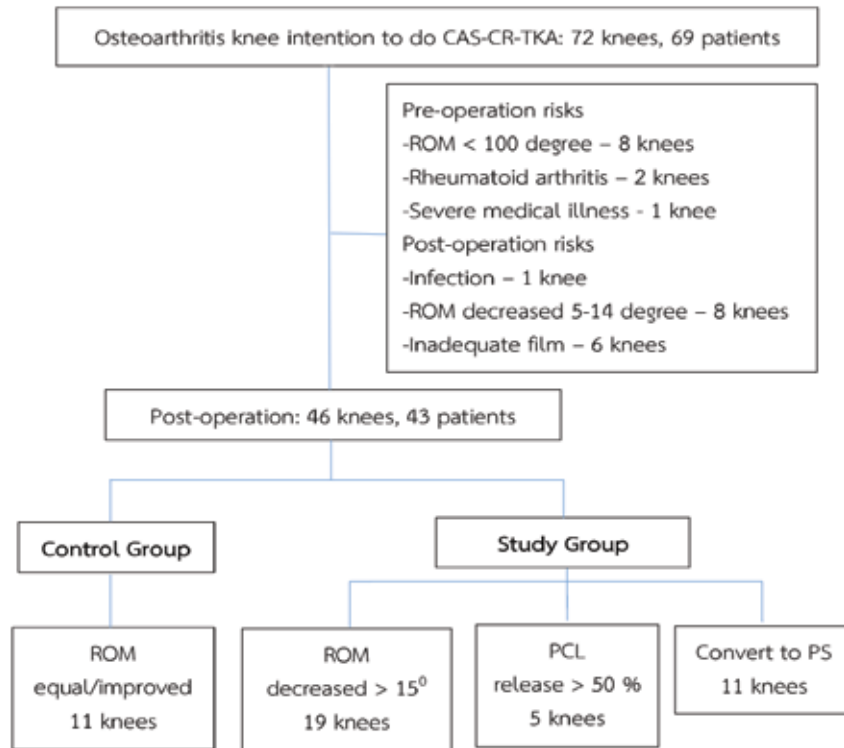 Osteoarthritis knee intention to do CAS-CR-TKA: 72 knees, 69 patients
Pre-operation risks
-ROM < 100 degree – 8 knees
-Rheumatoid arthritis – 2 knees
-Severe medical illness - 1 knee
Post-operation risks
-Infection – 1 knee
-ROM decreased 5-14 degree – 8 knees
-Inadequate film – 6 knees
Post-operation: 46 knees, 43 patients
Control Group
Study Group
ROM
equal/improved
11 knees
ROM
decreased > 15⁰
19 knees
PCL
release > 50 %
5 knees
Convert to PS
11 knees